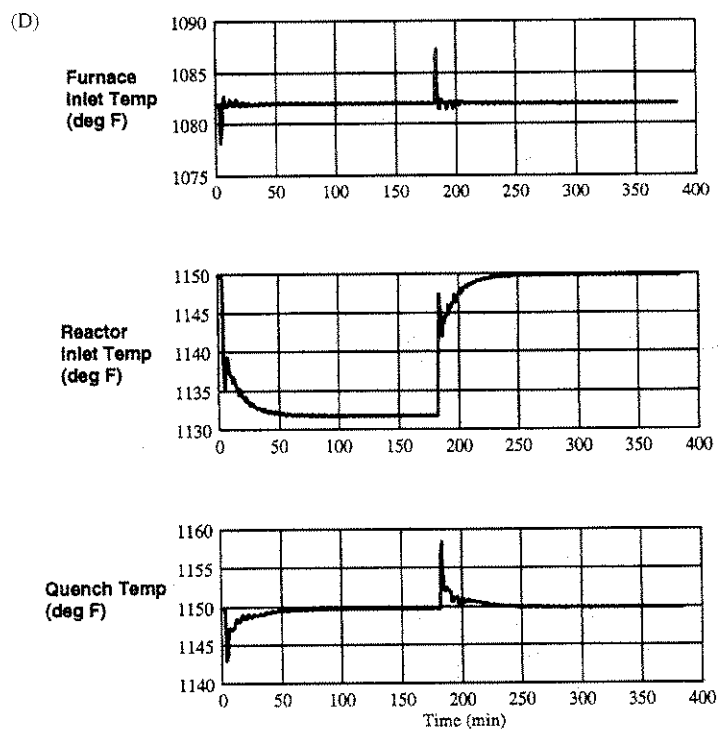 (D)
Furnace
Inlet Temp
(deg F)
1090
1085
1080
1075
0 50 100 150 200 250 300 350 400
Reactor
Inlet Temp
(deg F)
1150
1145
1140
1135
1130
0 50 100 150 200 250 300 350 400
Quench Temp
(deg F)
1160
1155
1150
1145
1140
0 50 100 150 200 250 300 350 400
Time (min)